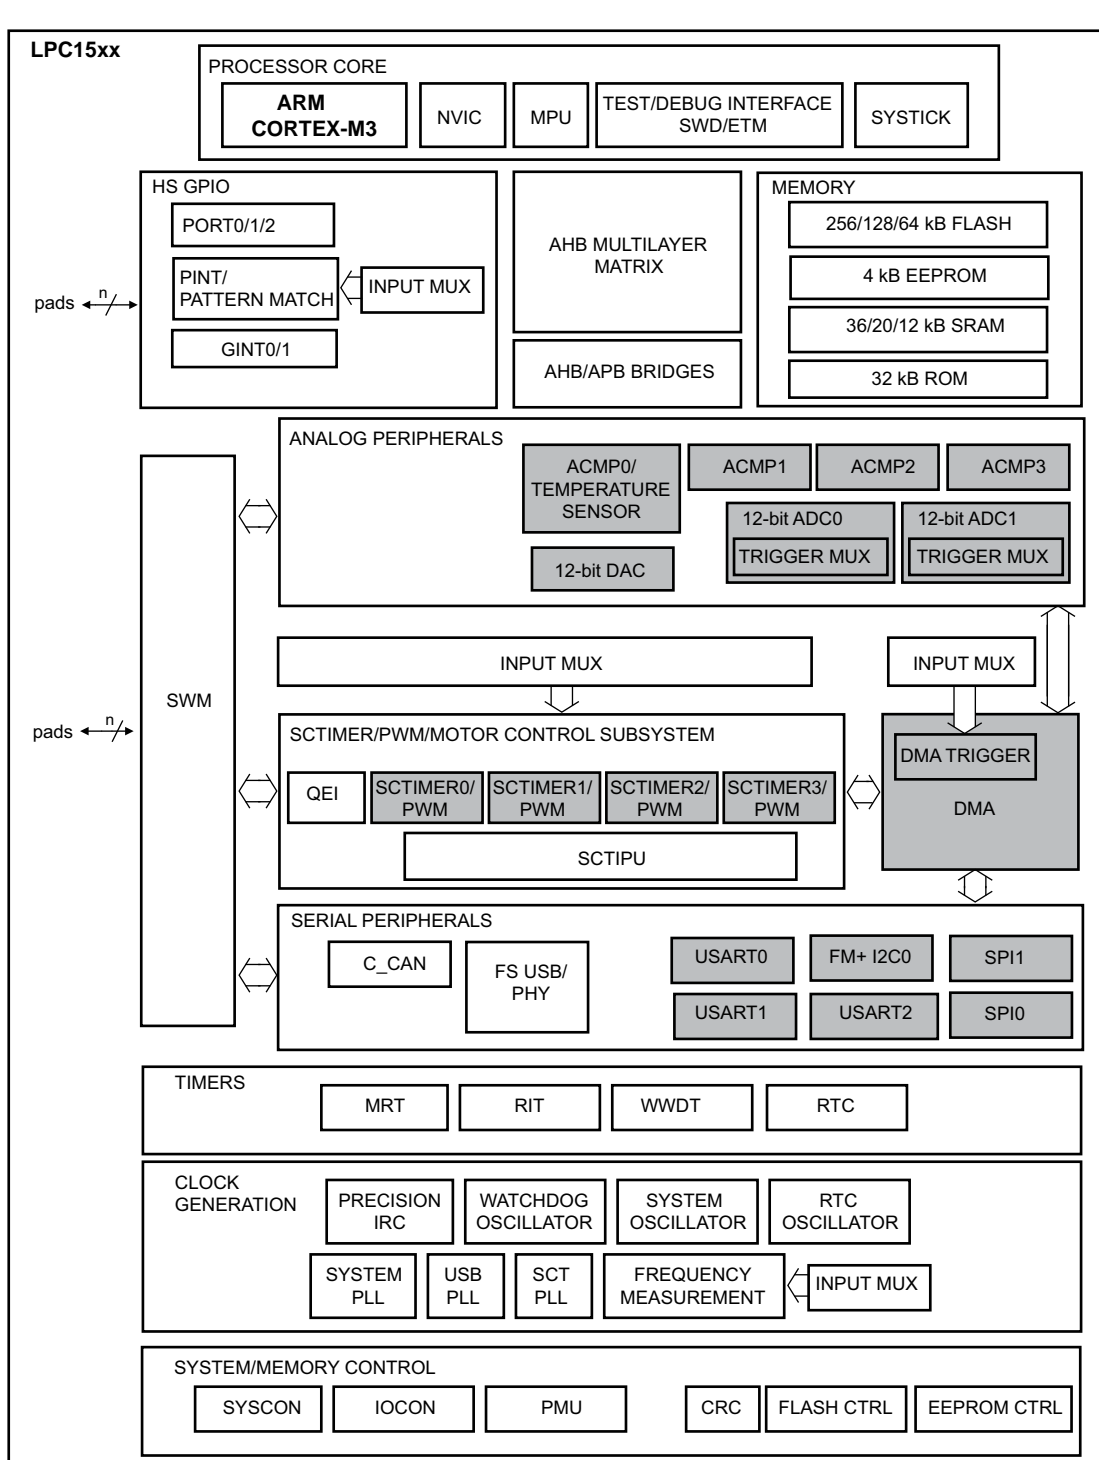 LPC15xx
PROCESSOR CORE
ARM
CORTEX-M3
NVIC
MPU
TEST/DEBUG INTERFACE
SWD/ETM
SYSTICK
HS GPIO
PORT0/1/2
PINT/
PATTERN MATCH
INPUT MUX
GINT0/1
pads
n
AHB MULTILAYER
MATRIX
AHB/APB BRIDGES
MEMORY
256/128/64 kB FLASH
4 kB EEPROM
36/20/12 kB SRAM
32 kB ROM
ANALOG PERIPHERALS
ACMP0/
TEMPERATURE
SENSOR
ACMP1
ACMP2
ACMP3
12-bit ADC0
TRIGGER MUX
12-bit ADC1
TRIGGER MUX
12-bit DAC
SWM
pads
n
INPUT MUX
INPUT MUX
SCTIMER/PWM/MOTOR CONTROL SUBSYSTEM
QEI
SCTIMER0/
PWM
SCTIMER1/
PWM
SCTIMER2/
PWM
SCTIMER3/
PWM
SCTIPU
DMA TRIGGER
DMA
SERIAL PERIPHERALS
C_CAN
FS USB/
PHY
USART0
FM+ I2C0
SPI1
USART1
USART2
SPI0
TIMERS
MRT
RIT
WWDT
RTC
CLOCK
GENERATION
PRECISION
IRC
WATCHDOG
OSCILLATOR
SYSTEM
OSCILLATOR
RTC
OSCILLATOR
SYSTEM
PLL
USB
PLL
SCT
PLL
FREQUENCY
MEASUREMENT
INPUT MUX
SYSTEM/MEMORY CONTROL
SYSCON
IOCON
PMU
CRC
FLASH CTRL
EEPROM CTRL